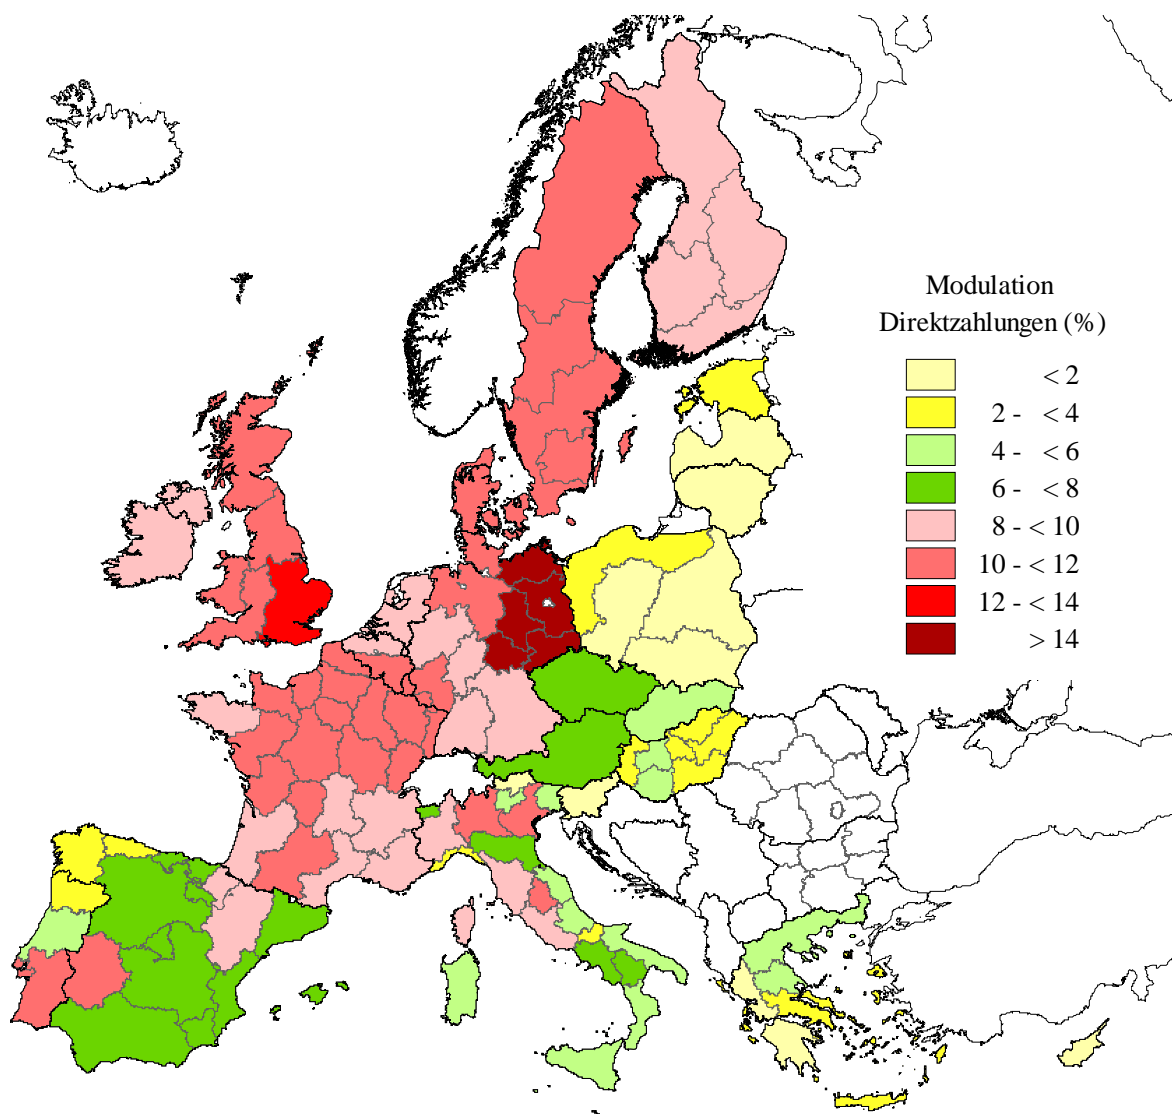 Modulation
Direktzahlungen (%)
< 2
2 - < 4
4 - < 6
6 - < 8
8 - < 10
10 - < 12
12 - < 14
> 14